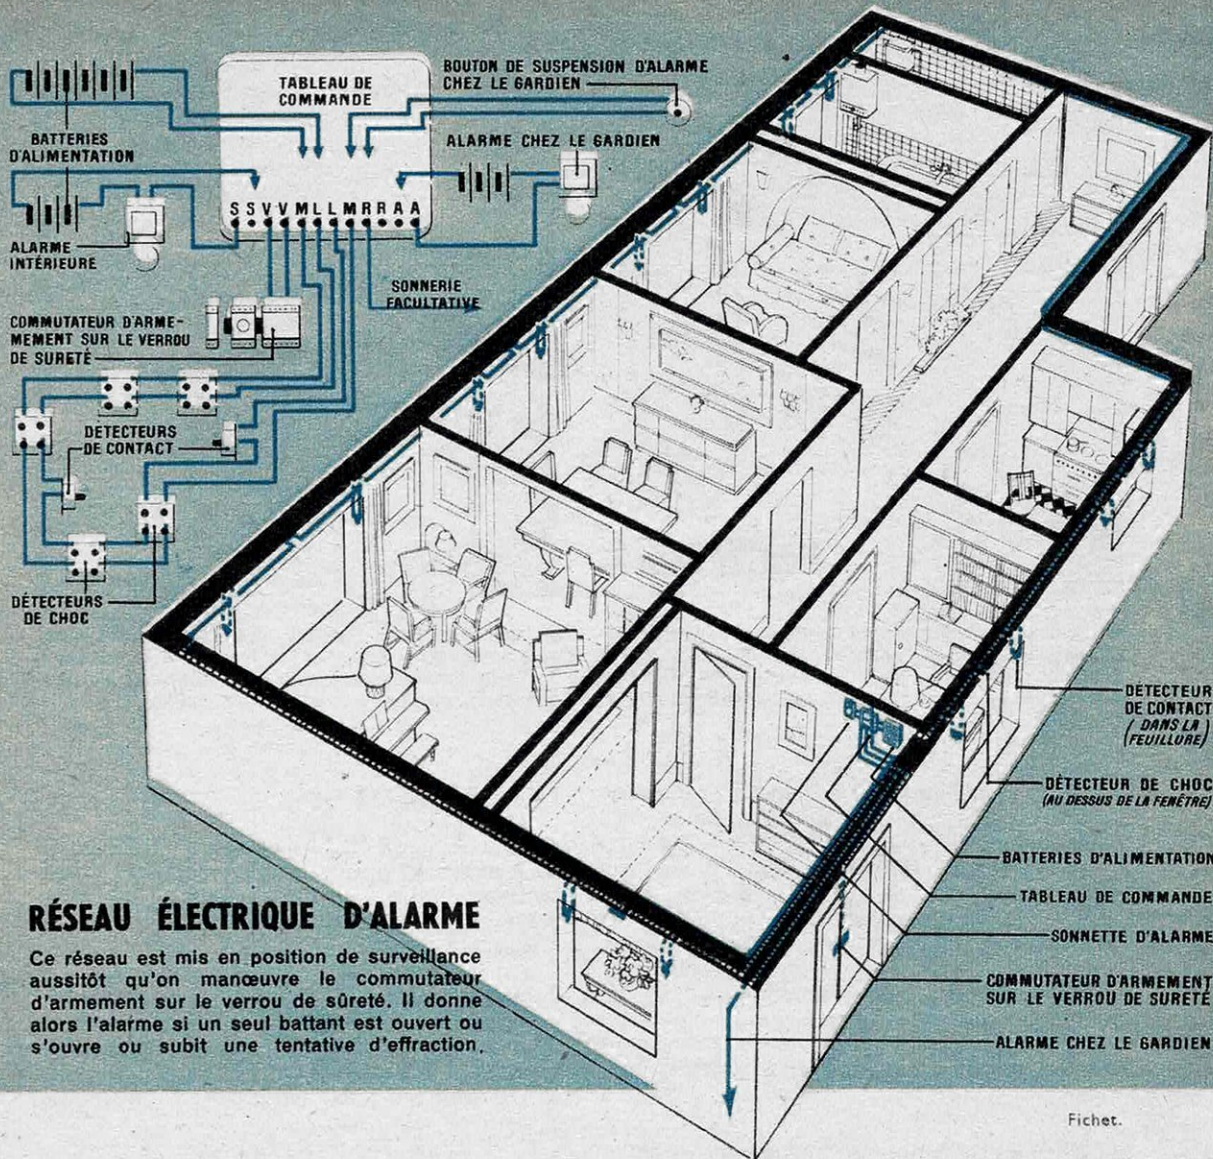 TABLEAU DE
COMMANDE
BOUTON DE SUSPENSION D'ALARME
CHEZ LE GARDIEN
BATTERIES
D'ALIMENTATION
ALARME CHEZ LE GARDIEN
S S V V M L L M R R A A
ALARME
INTÉRIEURE
SONNERIE
FACULTATIVE
COMMUTATEUR D'ARME-
MEMENT SUR LE VERROU
DE SURETÉ
DETECTEURS
DE CONTACT
DÉTECTEURS
DE CHOC
DÉTECTEUR
DE CONTACT
( DANS LA )
FEUILLURE)
DÉTECTEUR DE CHOC
(AU DESSUS DE LA FENÊTRE)
BATTERIES D'ALIMENTATION
TABLEAU DE COMMANDE
SONNETTE D'ALARME
COMMUTATEUR D'ARMEMENT
SUR LE VERROU DE SURETÉ
ALARME CHEZ LE GARDIEN
RÉSEAU ÉLECTRIQUE D'ALARME
Ce réseau est mis en position de surveillance
aussitôt qu'on manœuvre le commutateur
d'armement sur le verrou de sûreté. Il donne
alors l'alarme si un seul battant est ouvert ou
s'ouvre ou subit une tentative d'effraction.
Fichet.